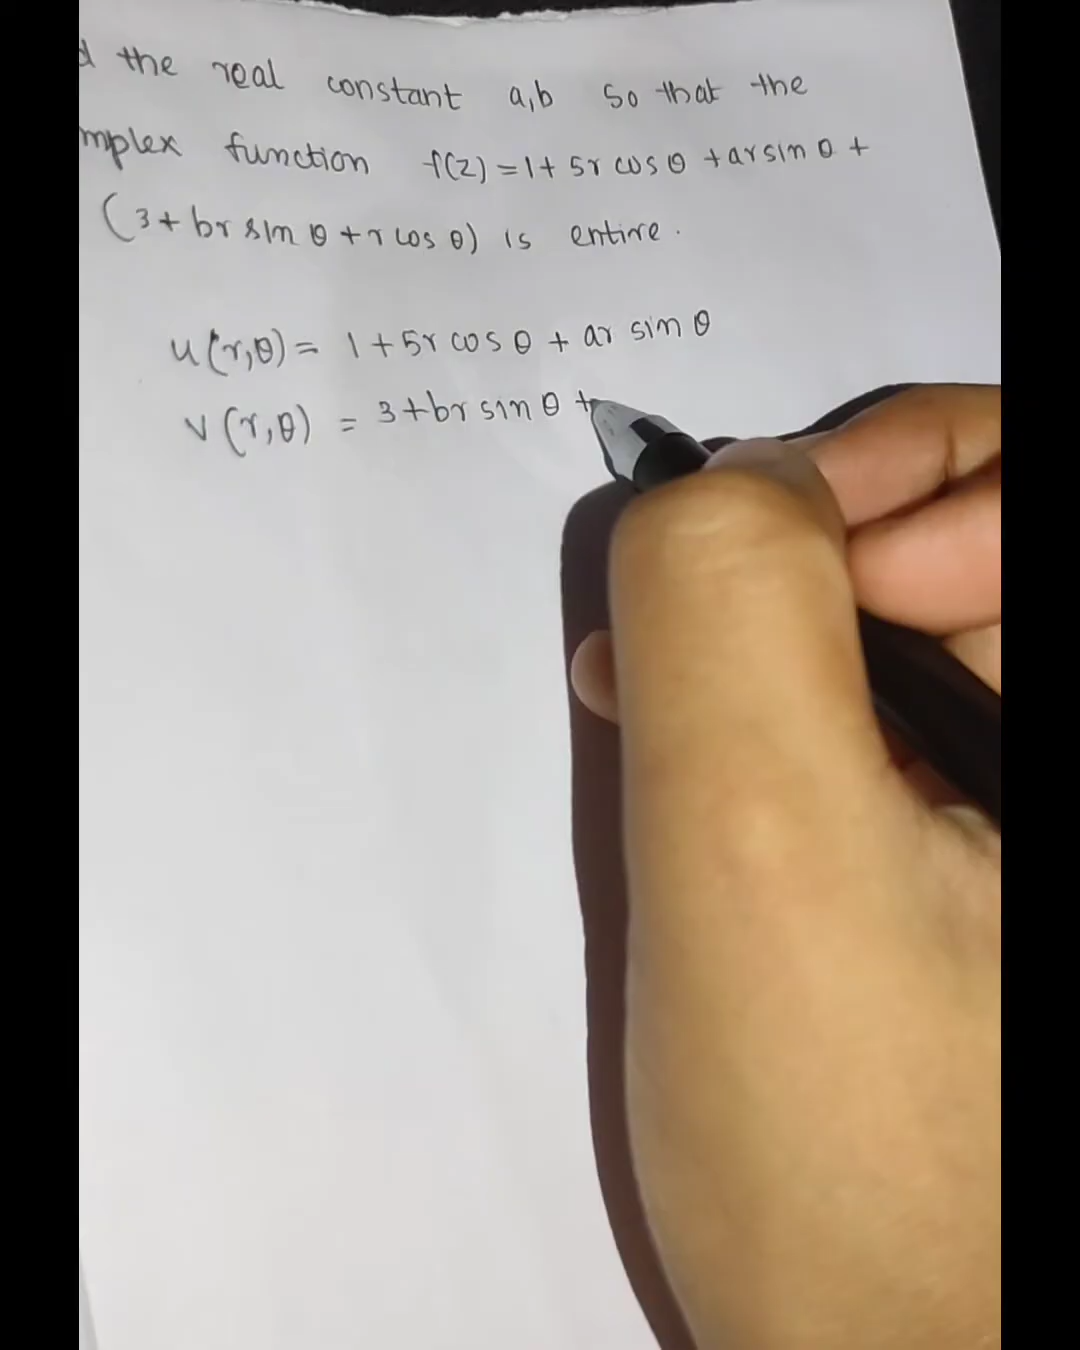 the real constant a,b so that the
mplex function f(z) = 1 + 5r cos θ + ar sin θ +
(3 + br sin θ + r cos θ) is entire.
u(r,θ) = 1 + 5r cos θ + ar sin θ
v(r,θ) = 3 + br sin θ +